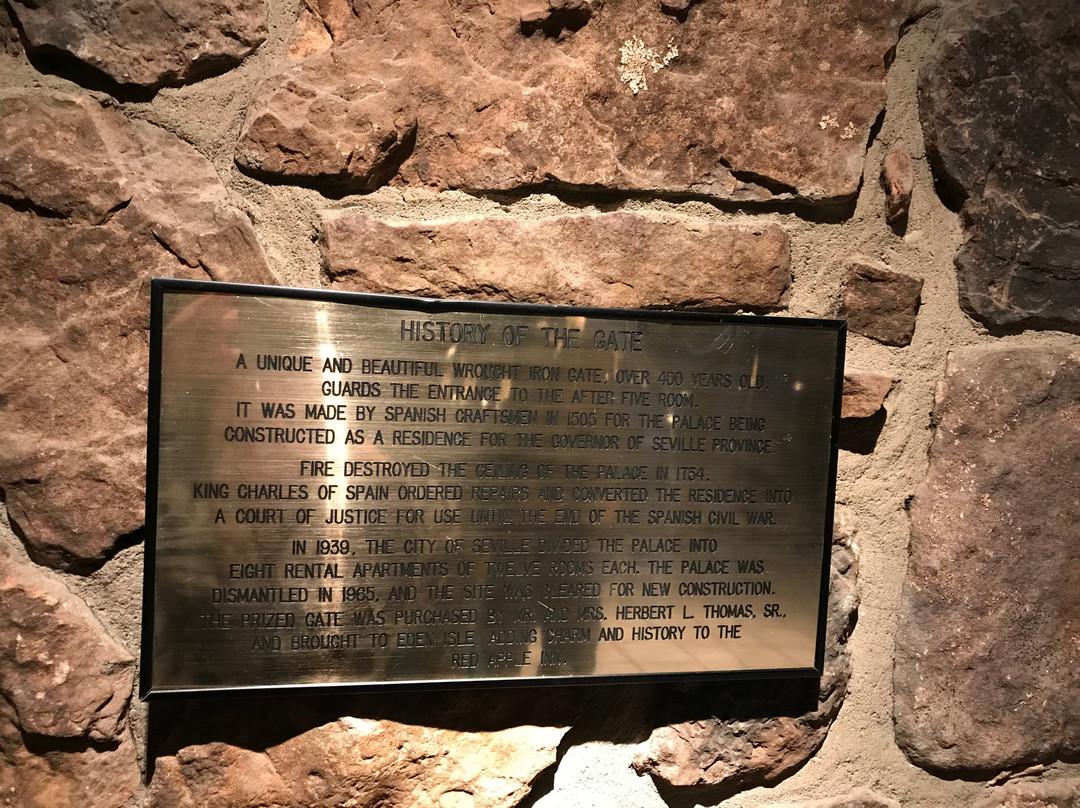 HISTORY OF THE GATE
A UNIQUE AND BEAUTIFUL WROUGHT IRON GATE, OVER 400 YEARS OLD,
GUARDS THE ENTRANCE TO THE AFTER FIVE ROOM.
IT WAS MADE BY SPANISH CRAFTSMEN IN 1505 FOR THE PALACE BEING
CONSTRUCTED AS A RESIDENCE FOR THE GOVERNOR OF SEVILLE PROVINCE.
FIRE DESTROYED THE CEILING OF THE PALACE IN 1754.
KING CHARLES OF SPAIN ORDERED REPAIRS AND CONVERTED THE RESIDENCE INTO
A COURT OF JUSTICE FOR USE UNTIL THE END OF THE SPANISH CIVIL WAR.
IN 1939, THE CITY OF SEVILLE DIVIDED THE PALACE INTO
EIGHT RENTAL APARTMENTS OF TWELVE ROOMS EACH. THE PALACE WAS
DISMANTLED IN 1965, AND THE SITE WAS CLEARED FOR NEW CONSTRUCTION.
THE PRIZED GATE WAS PURCHASED BY MR. AND MRS. HERBERT L. THOMAS, SR.,
AND BROUGHT TO EDEN ISLE, ADDING CHARM AND HISTORY TO THE
RED APPLE INN.